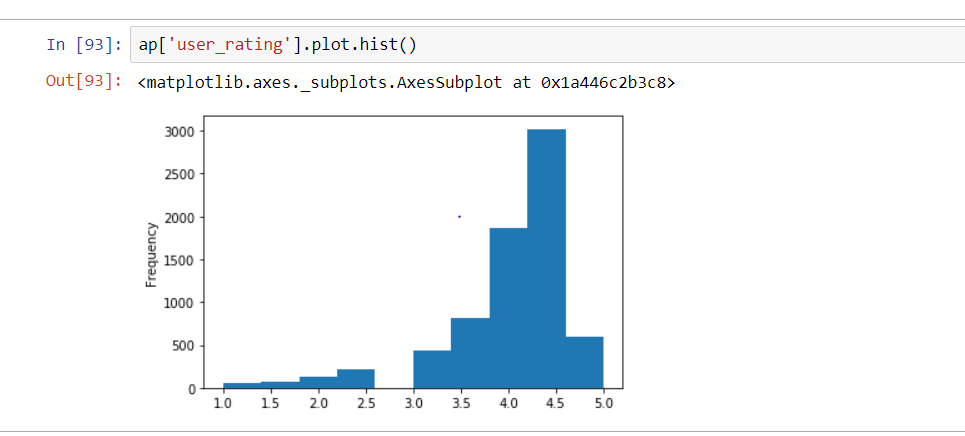 In [93]: ap['user_rating'].plot.hist()
Out[93]: <matplotlib.axes._subplots.AxesSubplot at 0x1a446c2b3c8>
3000
2500
2000
1500
1000
500
0
Frequency
1.0 1.5 2.0 2.5 3.0 3.5 4.0 4.5 5.0